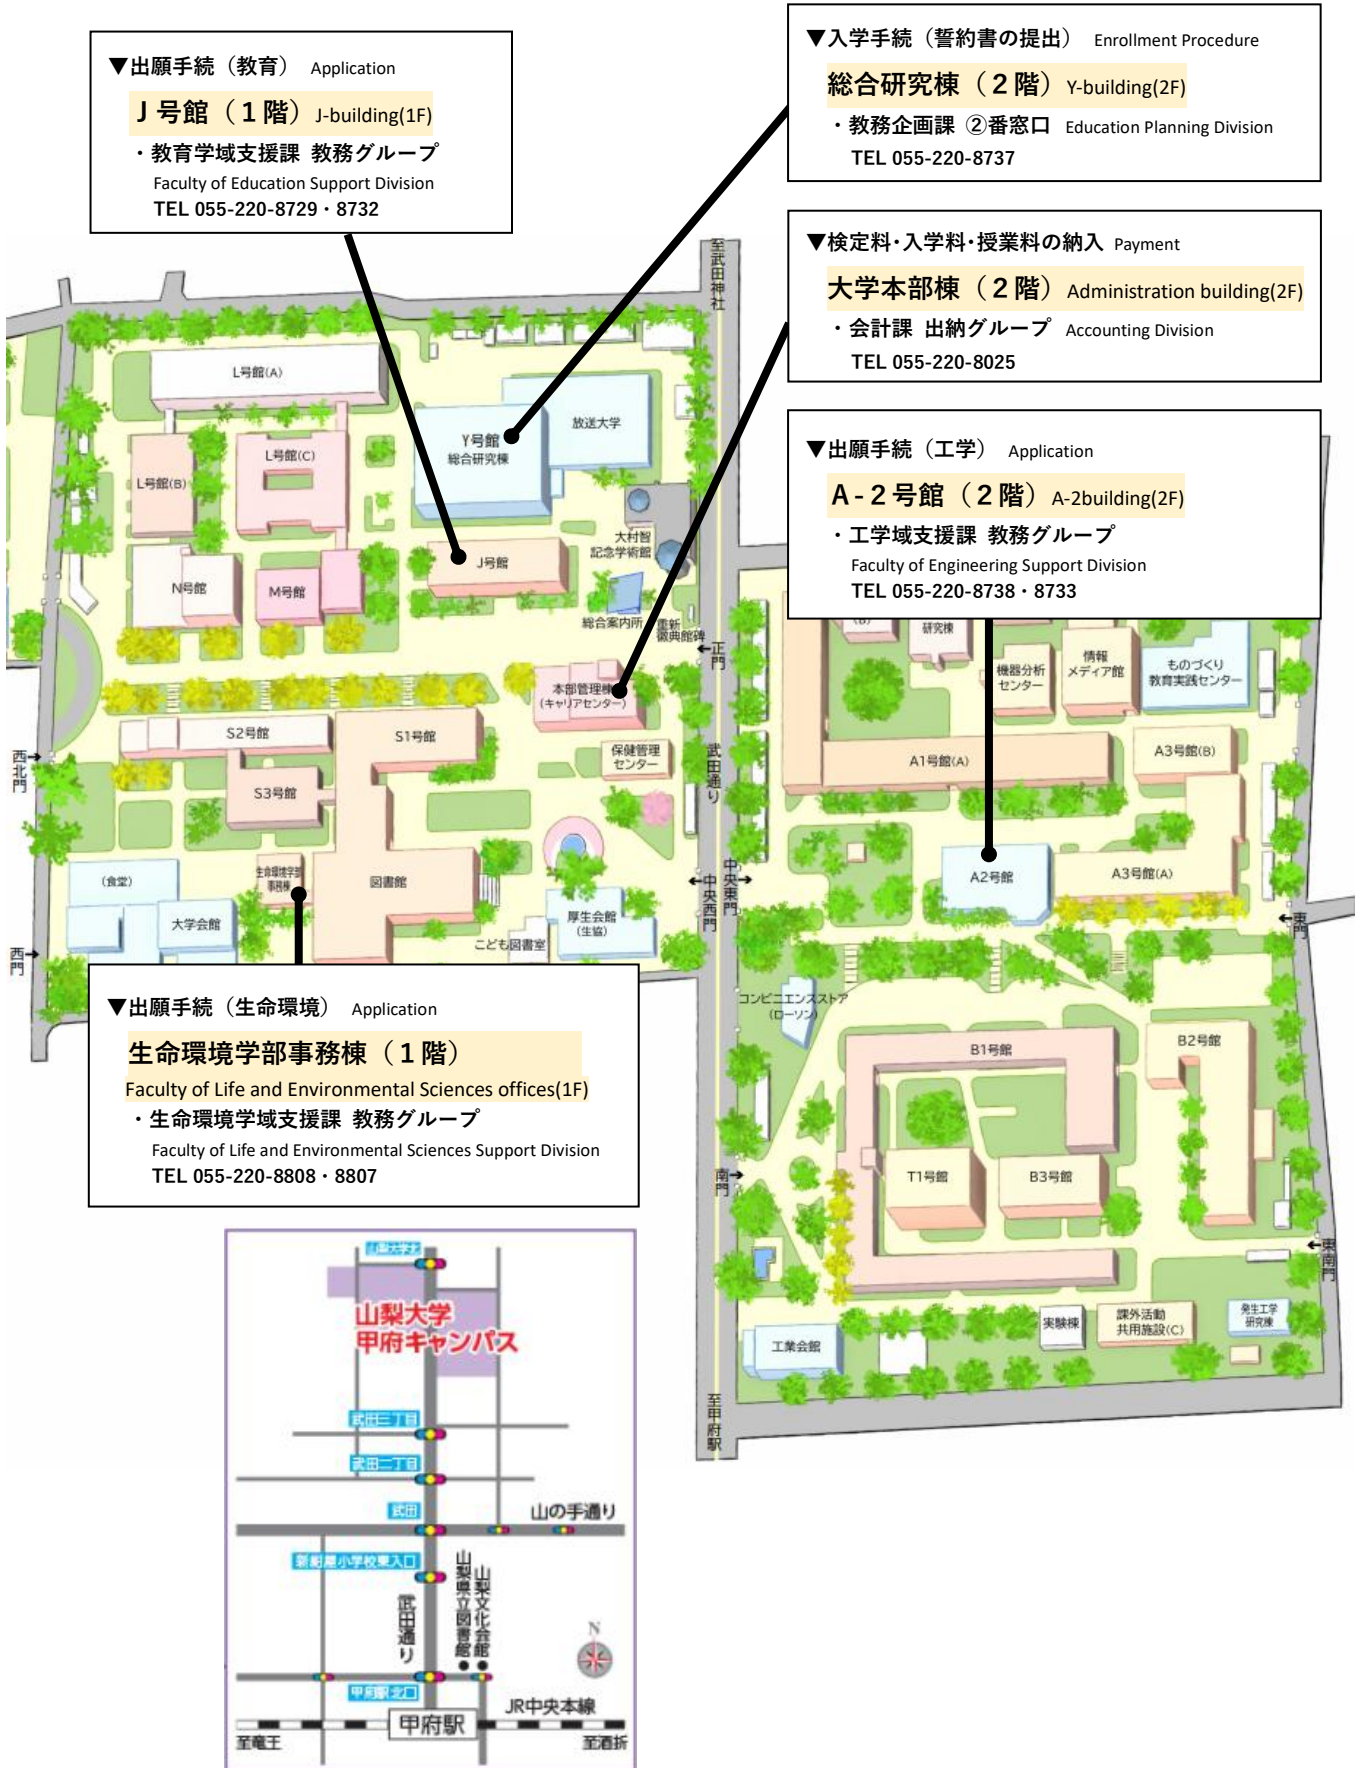 ▼出願手続（教育） Application
J号館（１階）J-building(1F)
・教育学域支援課 教務グループ
Faculty of Education Support Division
TEL 055-220-8729・8732
▼入学手続（誓約書の提出） Enrollment Procedure
総合研究棟（２階）Y-building(2F)
・教務企画課 ②番窓口 Education Planning Division
TEL 055-220-8737
▼検定料･入学料･授業料の納入 Payment
大学本部棟（２階）Administration building(2F)
・会計課 出納グループ Accounting Division
TEL 055-220-8025
▼出願手続（工学） Application
A-２号館（２階）A-2building(2F)
・工学域支援課 教務グループ
Faculty of Engineering Support Division
TEL 055-220-8738・8733
至武田神社
L号館(A)
L号館(B)
L号館(C)
Y号館
総合研究棟
放送大学
大村智
記念学術館
J号館
N号館
M号館
総合案内所
重新
徽典館碑
←正門
本部管理棟
(キャリアセンター)
保健管理
センター
武田通り
S2号館
S1号館
S3号館
西北門→
(食堂)
大学会館
生命環境学部
事務棟
図書館
こども図書室
厚生会館
(生協)
←中央西門
中央東門→
西門→
(B)
研究棟
機器分析
センター
情報
メディア館
ものづくり
教育実践センター
A1号館(A)
A3号館(B)
A2号館
A3号館(A)
←東門
コンビニエンスストア
(ローソン)
B1号館
B2号館
T1号館
B3号館
南門→
←東南門
工業会館
実験棟
課外活動
共用施設(C)
発生工学
研究棟
至甲府駅
▼出願手続（生命環境） Application
生命環境学部事務棟（１階）
Faculty of Life and Environmental Sciences offices(1F)
・生命環境学域支援課 教務グループ
Faculty of Life and Environmental Sciences Support Division
TEL 055-220-8808・8807
山梨大学
甲府キャンパス
武田三丁目
武田二丁目
武田
山の手通り
新紺屋小学校東入口
武田通り
山梨県立図書館
山梨文化会館
N
甲府駅北口
甲府駅
JR中央本線
至竜王
至酒折